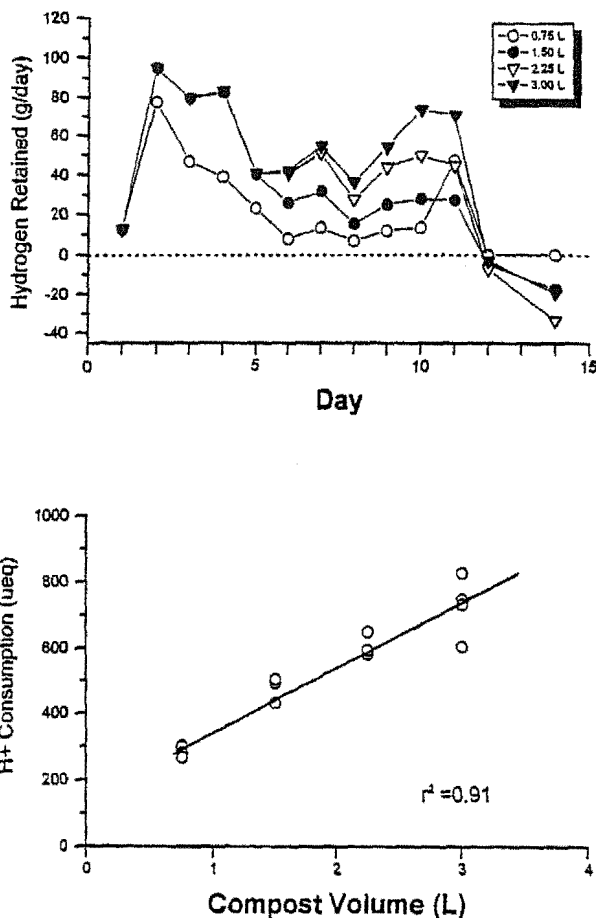 120
100
80
60
40
20
0
-20
-40
Hydrogen Retained (g/day)
0.75 L
1.50 L
2.25 L
3.00 L
0 5 10 15
Day
1000
800
600
400
200
0
H+ Consumption (ueq)
r² =0.91
0 1 2 3 4
Compost Volume (L)